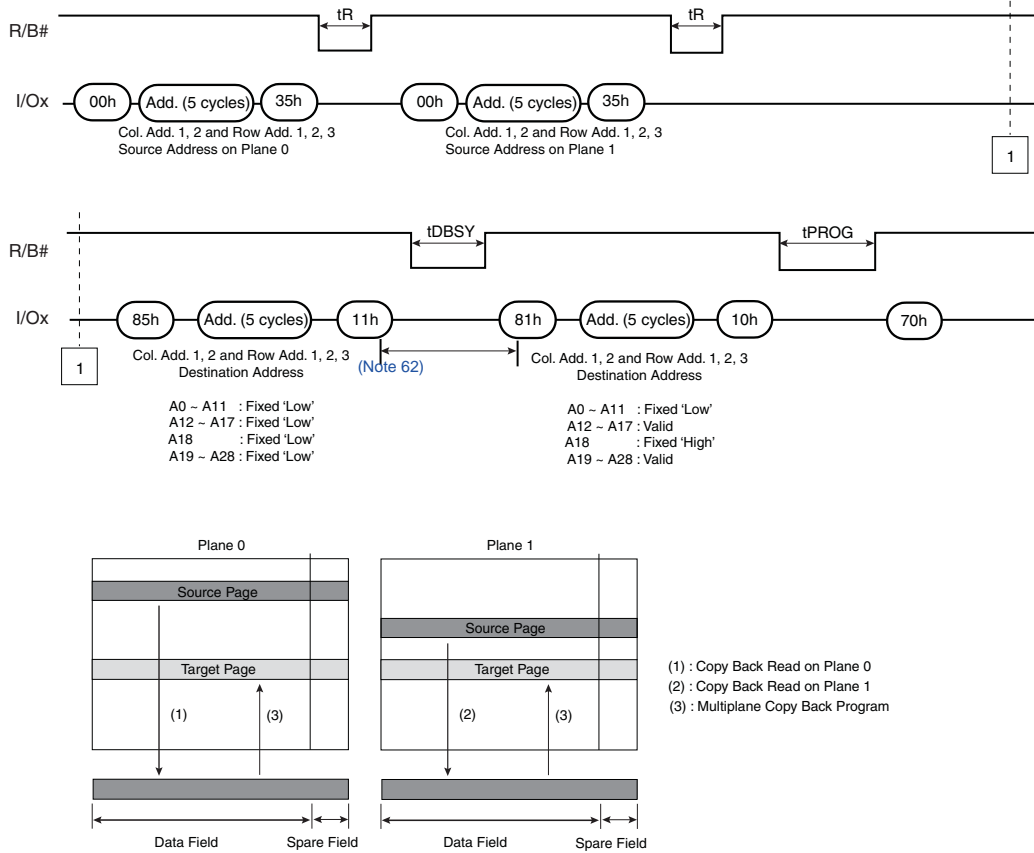 tR tR
R/B#
I/Ox 00h Add. (5 cycles) 35h 00h Add. (5 cycles) 35h
Col. Add. 1, 2 and Row Add. 1, 2, 3 Col. Add. 1, 2 and Row Add. 1, 2, 3
Source Address on Plane 0 Source Address on Plane 1
1
tDBSY tPROG
R/B#
I/Ox 85h Add. (5 cycles) 11h 81h Add. (5 cycles) 10h 70h
1
Col. Add. 1, 2 and Row Add. 1, 2, 3 (Note 62) Col. Add. 1, 2 and Row Add. 1, 2, 3
Destination Address Destination Address
A0 ~ A11 : Fixed ‘Low’ A0 ~ A11 : Fixed ‘Low’
A12 ~ A17 : Fixed ‘Low’ A12 ~ A17 : Valid
A18 : Fixed ‘Low’ A18 : Fixed ‘High’
A19 ~ A28 : Fixed ‘Low’ A19 ~ A28 : Valid
Plane 0 Plane 1
Source Page
Source Page
Target Page Target Page
(1) : Copy Back Read on Plane 0
(2) : Copy Back Read on Plane 1
(3) : Multiplane Copy Back Program
(1) (3) (2) (3)
Data Field Spare Field Data Field Spare Field